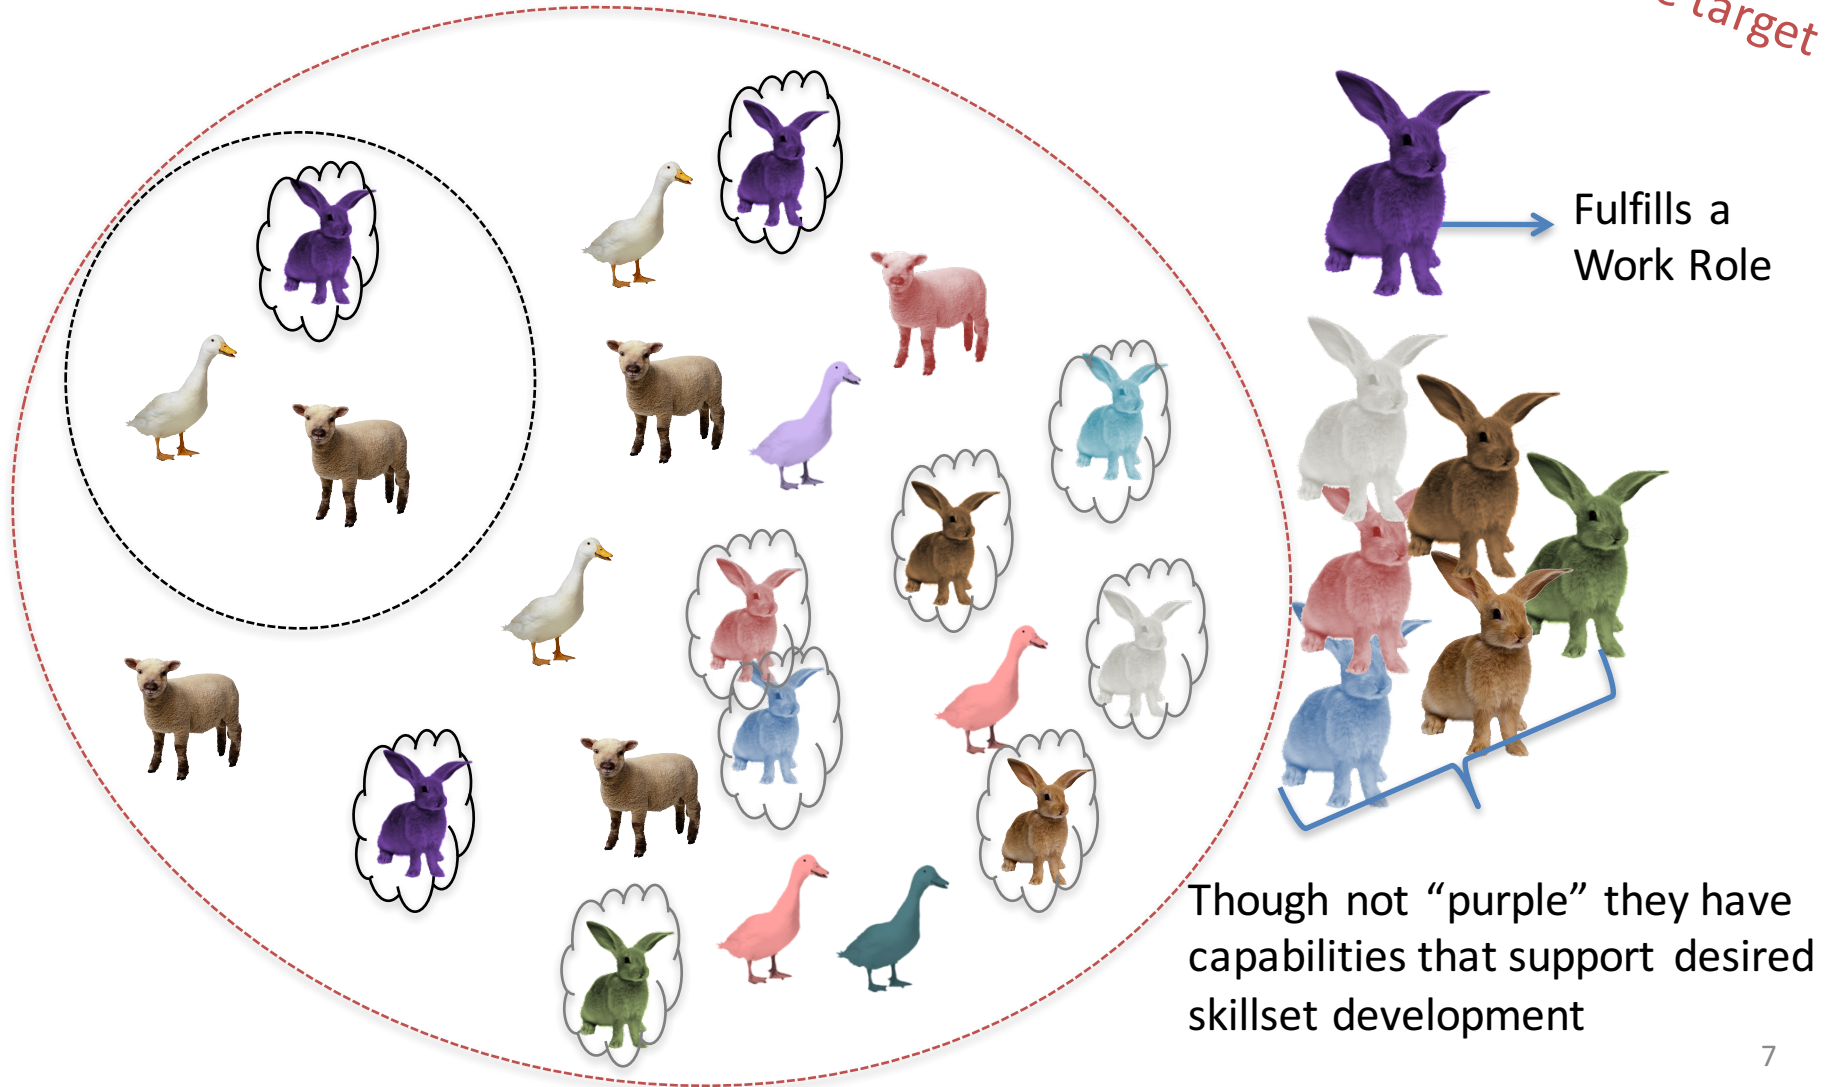 target
Fulfills a
Work Role
Though not “purple” they have
capabilities that support desired
skillset development
7